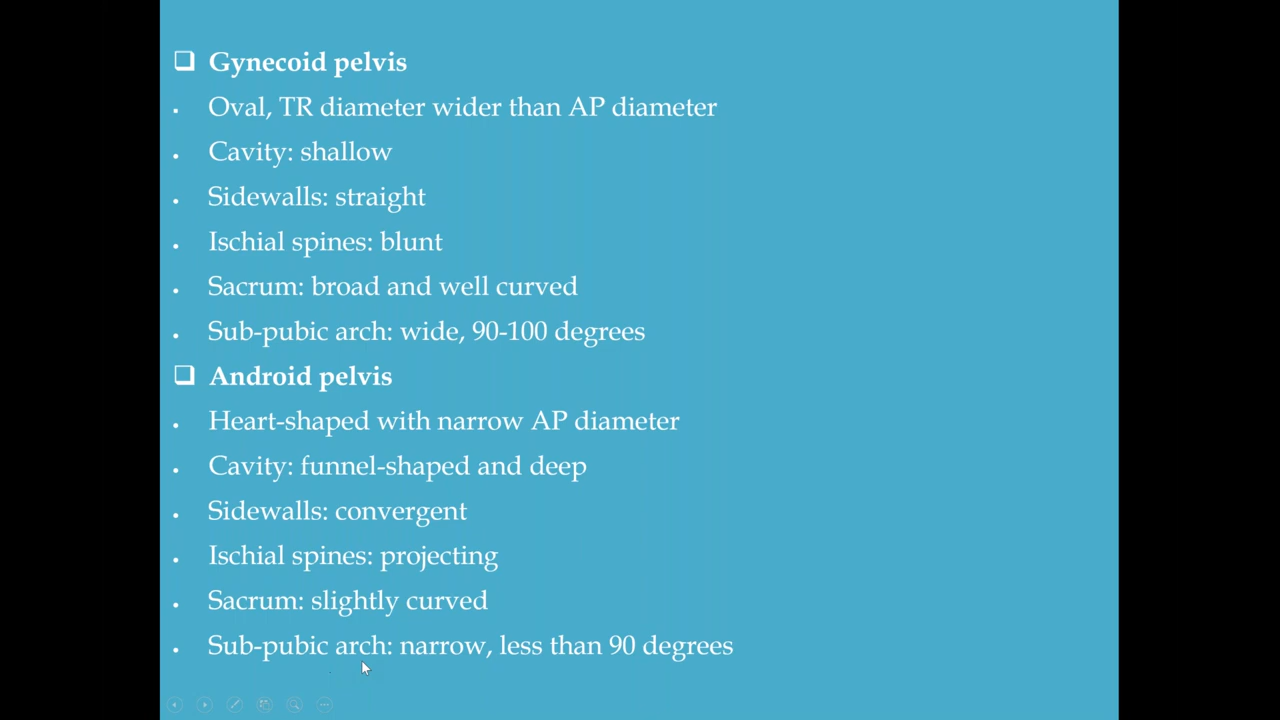 ❑ Gynecoid pelvis
• Oval, TR diameter wider than AP diameter
• Cavity: shallow
• Sidewalls: straight
• Ischial spines: blunt
• Sacrum: broad and well curved
• Sub-pubic arch: wide, 90-100 degrees
❑ Android pelvis
• Heart-shaped with narrow AP diameter
• Cavity: funnel-shaped and deep
• Sidewalls: convergent
• Ischial spines: projecting
• Sacrum: slightly curved
• Sub-pubic arch: narrow, less than 90 degrees